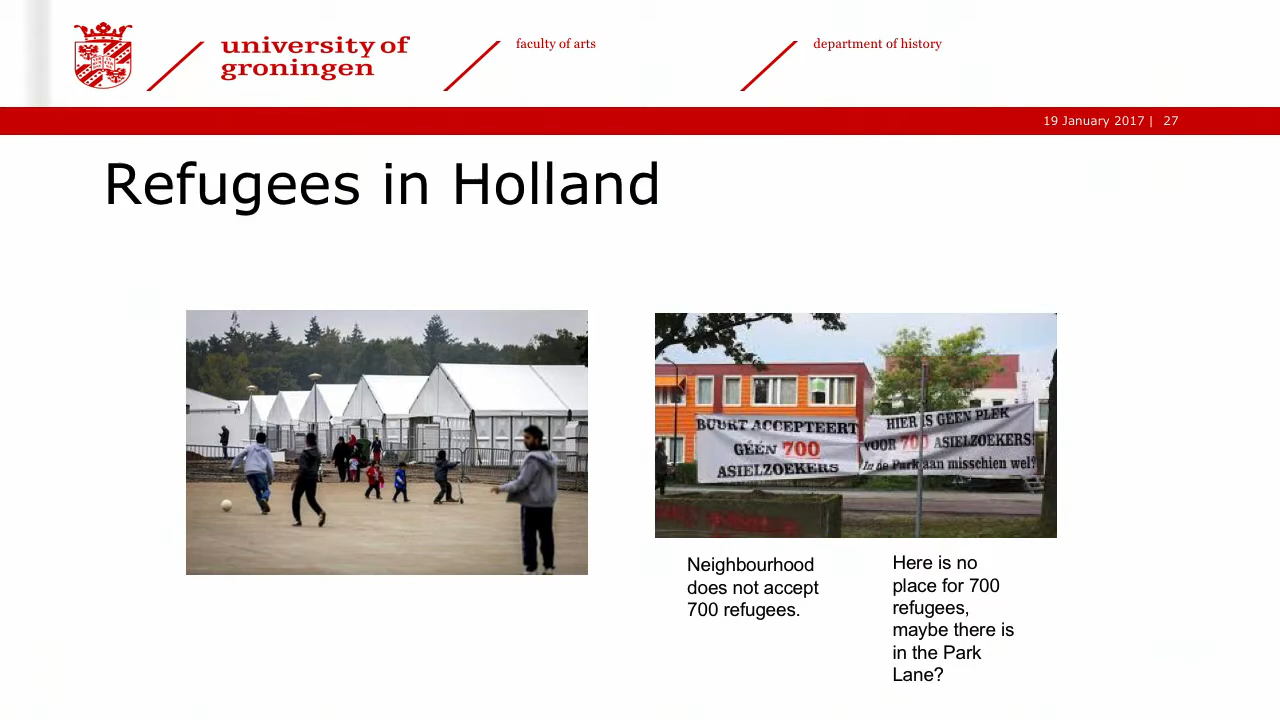 university of
groningen
faculty of arts
department of history
19 January 2017 | 27
Refugees in Holland
BUURT ACCEPTEERT
GÉÉN 700
ASIELZOEKERS
HIER IS GEEN PLEK
VOOR 700 ASIELZOEKERS!
In de Parklaan misschien wel?
Neighbourhood
does not accept
700 refugees.
Here is no
place for 700
refugees,
maybe there is
in the Park
Lane?